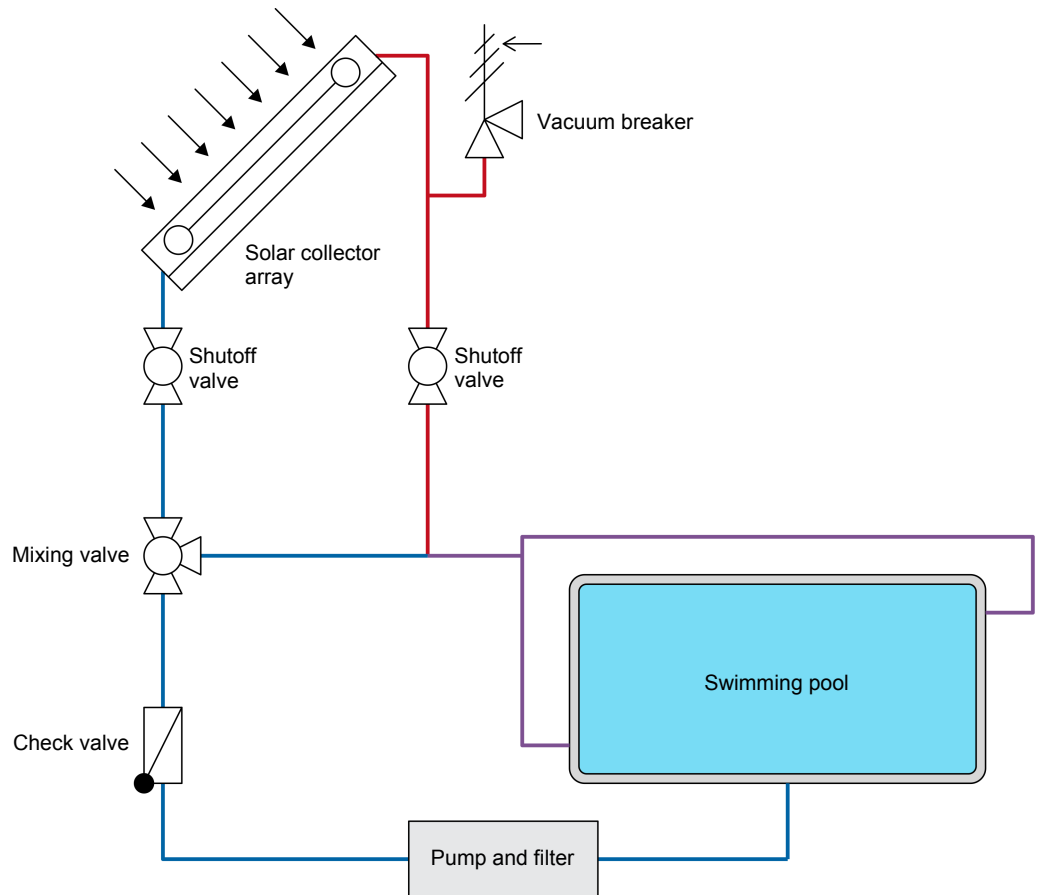 Vacuum breaker
Solar collector
array
Shutoff
valve
Shutoff
valve
Mixing valve
Swimming pool
Check valve
Pump and filter